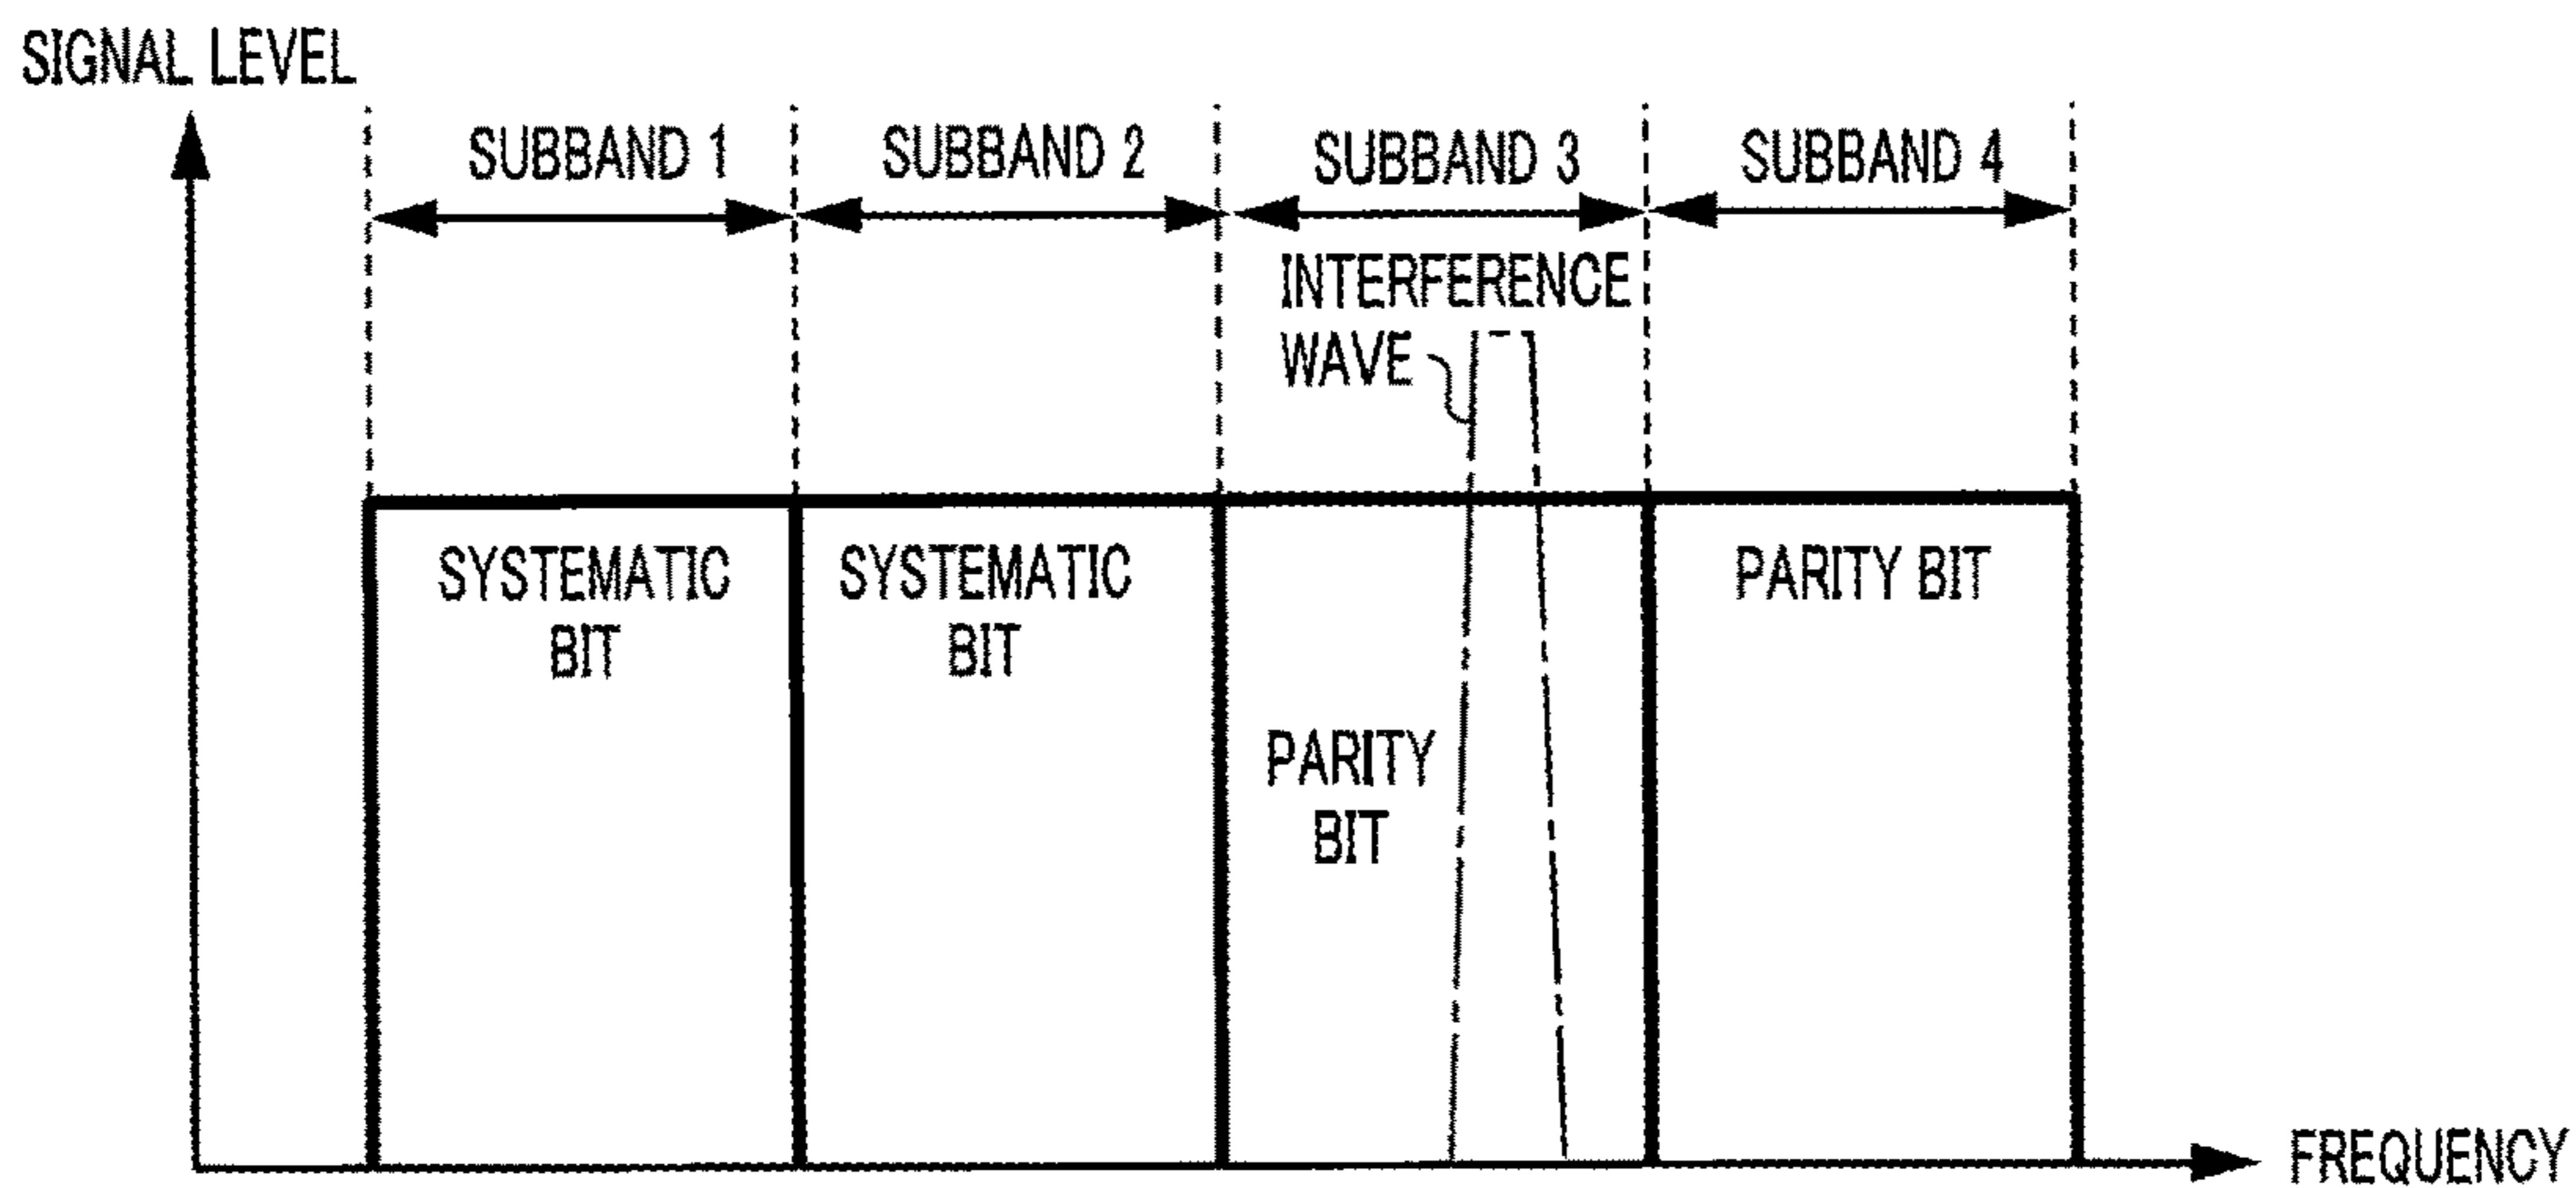 SIGNAL LEVEL
SUBBAND 1
SUBBAND 2
SUBBAND 3
SUBBAND 4
INTERFERENCE
WAVE
SYSTEMATIC
BIT
SYSTEMATIC
BIT
PARITY
BIT
PARITY BIT
FREQUENCY